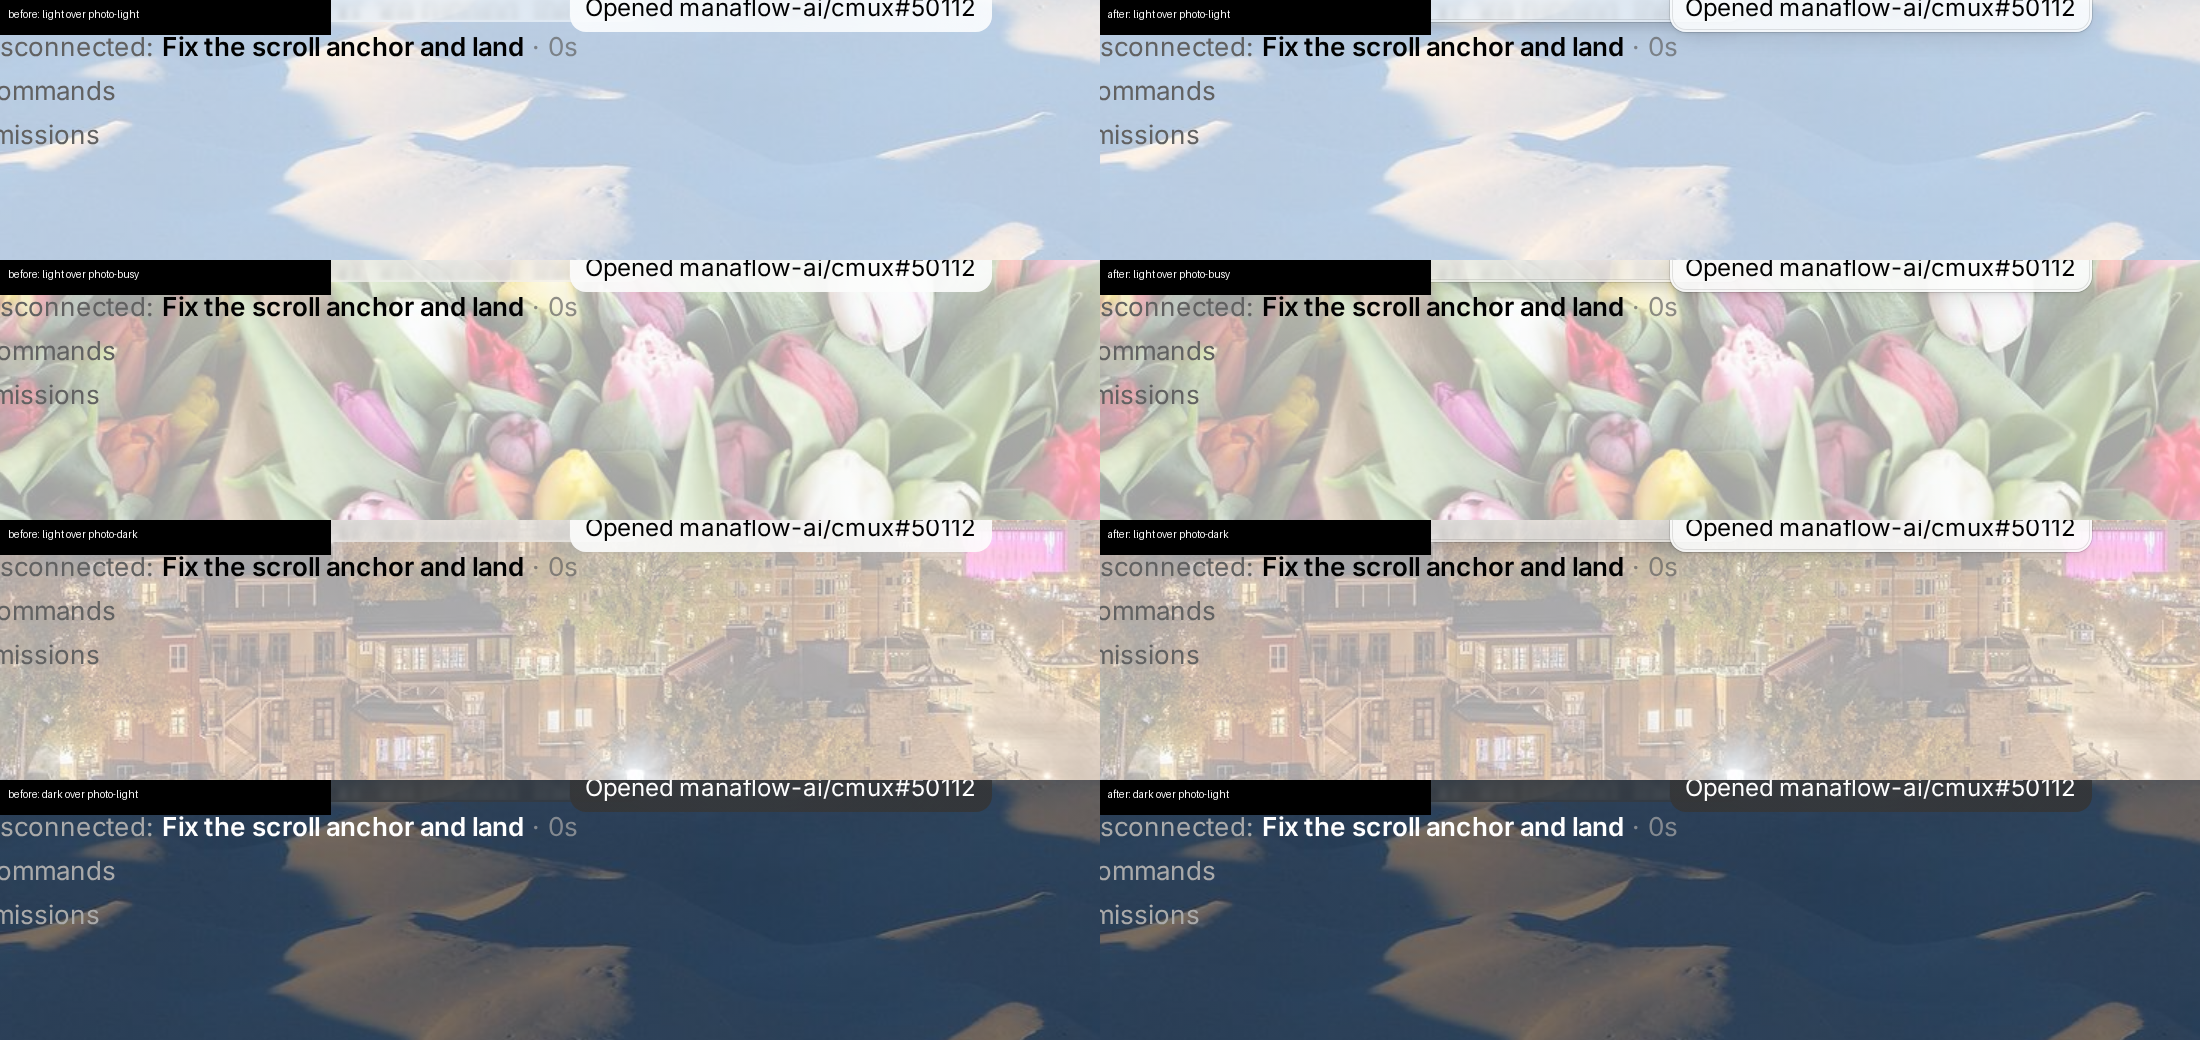 before: light over photo-light
Opened manaflow-ai/cmux#50112
sconnected: Fix the scroll anchor and land · 0s
ommands
missions
after: light over photo-light
Opened manaflow-ai/cmux#50112
sconnected: Fix the scroll anchor and land · 0s
ommands
missions
before: light over photo-busy
Opened manaflow-ai/cmux#50112
sconnected: Fix the scroll anchor and land · 0s
ommands
missions
after: light over photo-busy
Opened manaflow-ai/cmux#50112
sconnected: Fix the scroll anchor and land · 0s
ommands
missions
before: light over photo-dark
Opened manaflow-ai/cmux#50112
sconnected: Fix the scroll anchor and land · 0s
ommands
missions
after: light over photo-dark
Opened manaflow-ai/cmux#50112
sconnected: Fix the scroll anchor and land · 0s
ommands
missions
before: dark over photo-light
Opened manaflow-ai/cmux#50112
sconnected: Fix the scroll anchor and land · 0s
ommands
missions
after: dark over photo-light
Opened manaflow-ai/cmux#50112
sconnected: Fix the scroll anchor and land · 0s
ommands
missions